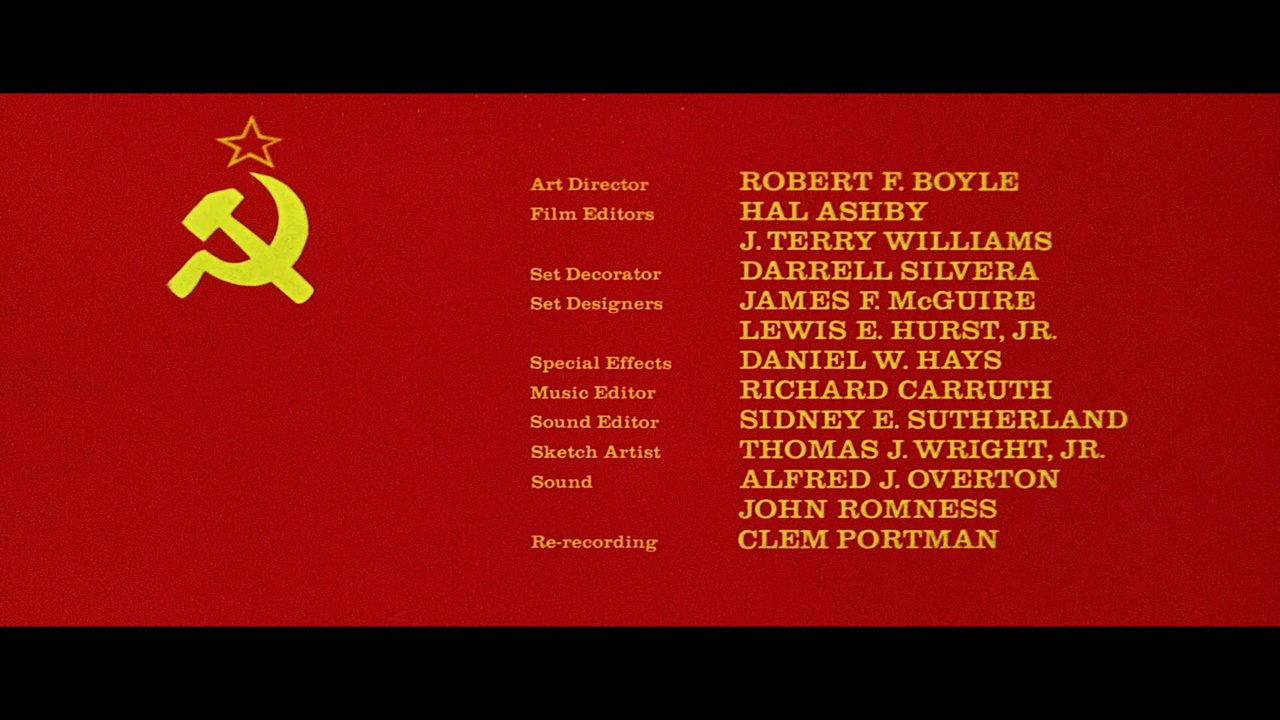 Art Director ROBERT F. BOYLE
Film Editors HAL ASHBY
J. TERRY WILLIAMS
Set Decorator DARRELL SILVERA
Set Designers JAMES F. McGUIRE
LEWIS E. HURST, JR.
Special Effects DANIEL W. HAYS
Music Editor RICHARD CARRUTH
Sound Editor SIDNEY E. SUTHERLAND
Sketch Artist THOMAS J. WRIGHT, JR.
Sound ALFRED J. OVERTON
JOHN ROMNESS
Re-recording CLEM PORTMAN